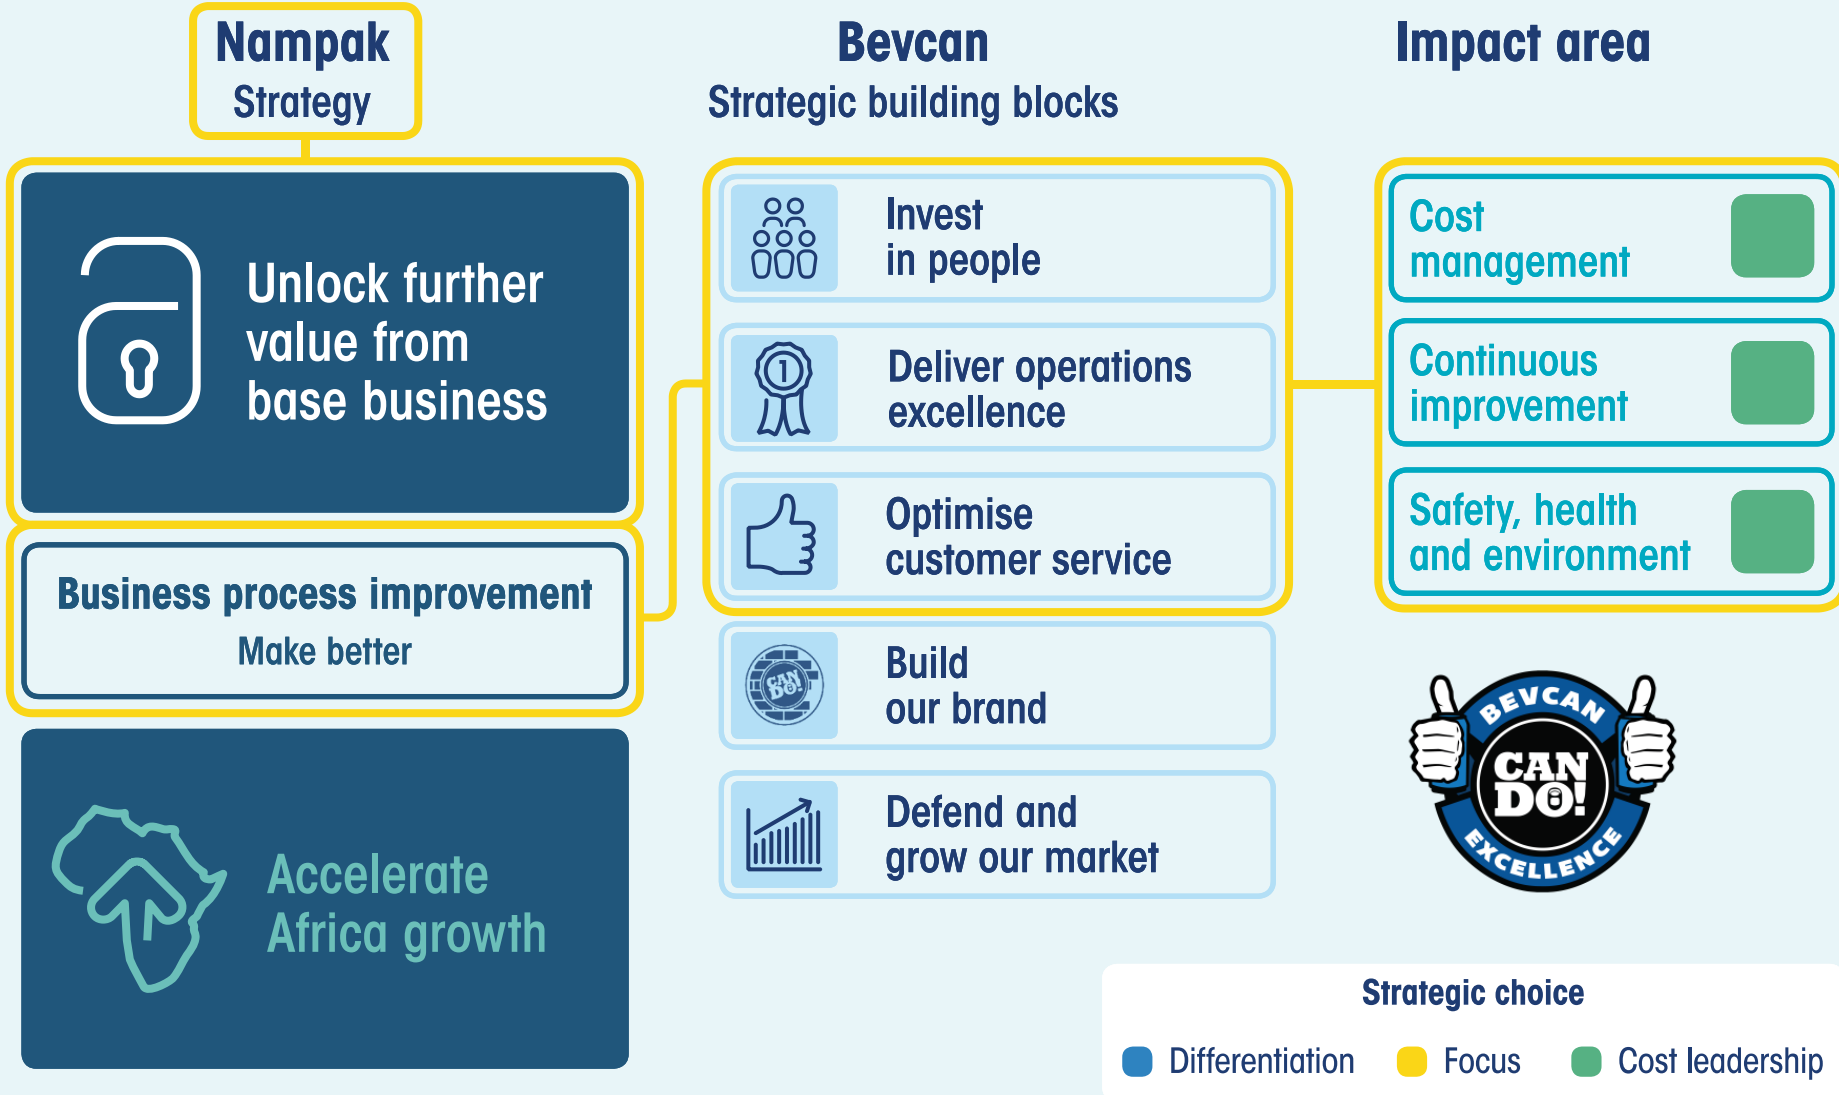 Nampak
Strategy
Unlock further
value from
base business
Business process improvement
Make better
Accelerate
Africa growth
Bevcan
Strategic building blocks
Invest
in people
1
Deliver operations
excellence
Optimise
customer service
CAN
DO!
Build
our brand
Defend and
grow our market
Impact area
Cost
management
Continuous
improvement
Safety, health
and environment
BEVCAN
CAN
DO!
EXCELLENCE
Strategic choice
Differentiation
Focus
Cost leadership